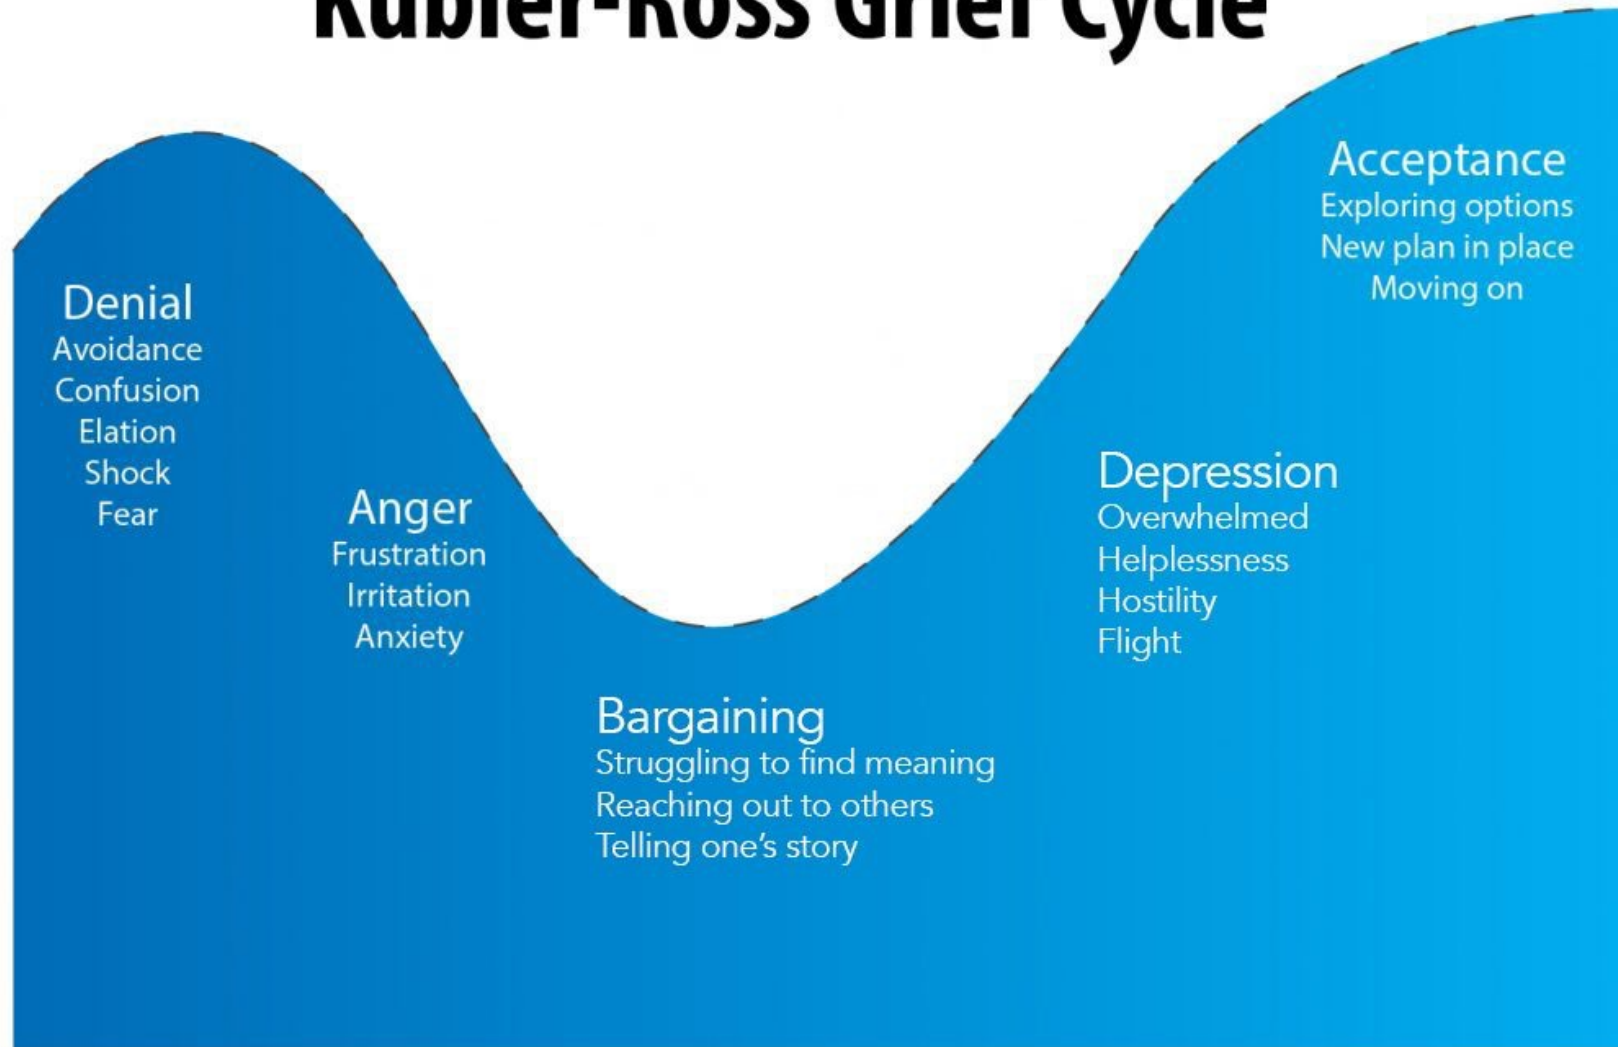 Kubler-Ross Grief Cycle
Denial
Avoidance
Confusion
Elation
Shock
Fear
Anger
Frustration
Irritation
Anxiety
Bargaining
Struggling to find meaning
Reaching out to others
Telling one’s story
Depression
Overwhelmed
Helplessness
Hostility
Flight
Acceptance
Exploring options
New plan in place
Moving on